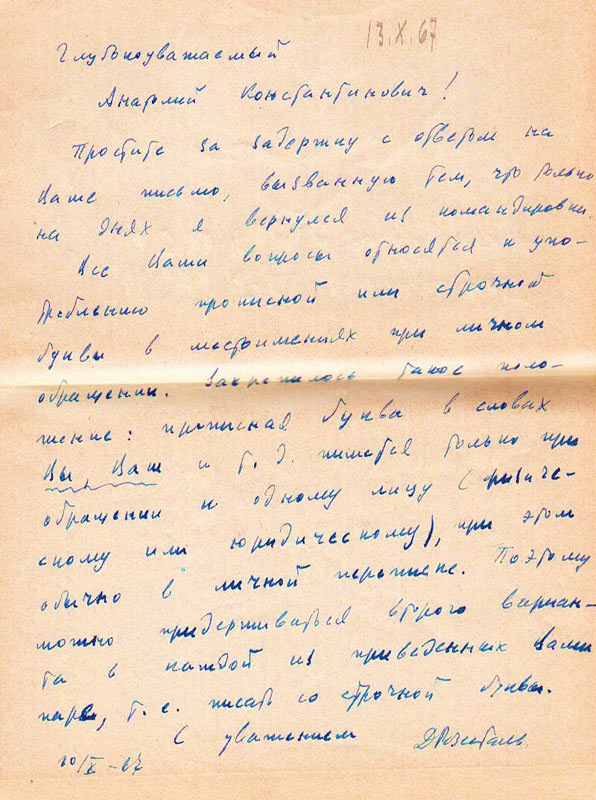 13.X.67
Глубокоуважаемый
Анатолий Константинович!
Простите за задержку с ответом на
Ваше письмо, вызванную тем, что только
на днях я вернулся из командировки.
Все Ваши вопросы относятся к упо-
треблению прописной или строчной
буквы в местоимениях при личном
обращении. Закрепилось такое поло-
жение: прописная буква в словах
Вы, Ваш и т. д. пишется только при
обращении к одному лицу (физиче-
скому или юридическому), при этом
обычно в личной переписке. Поэтому
можно придерживаться второго вариан-
та в каждой из приведенных Вами
паре, т. е. писать со строчной буквы.
С уважением ДРозенталь
10/X-67